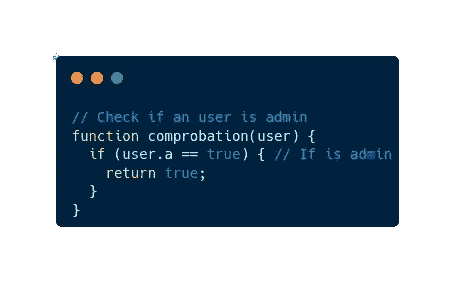 // Check if an user is admin
function comprobation(user) {
  if (user.a == true) { // If is admin
    return true;
  }
}